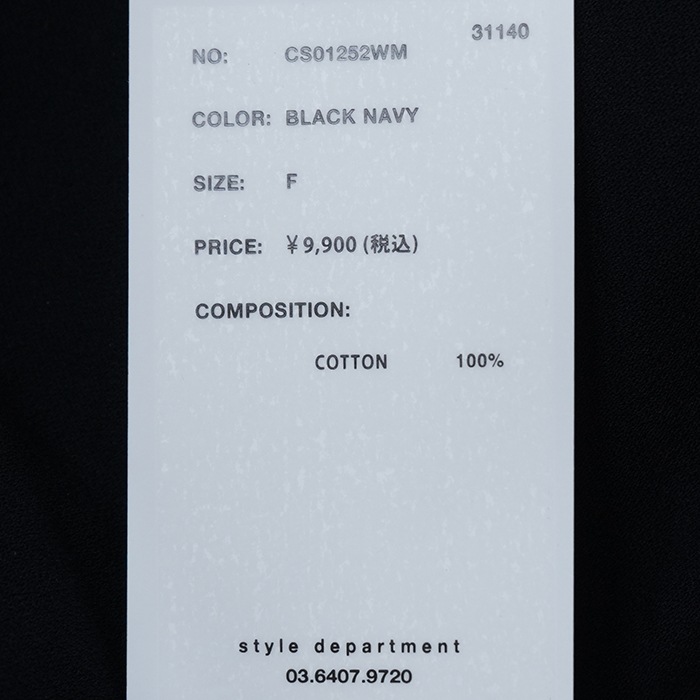 31140
NO: CS01252WM
COLOR: BLACK NAVY
SIZE: F
PRICE: ¥9,900 (税込)
COMPOSITION:
COTTON 100%
style department
03.6407.9720